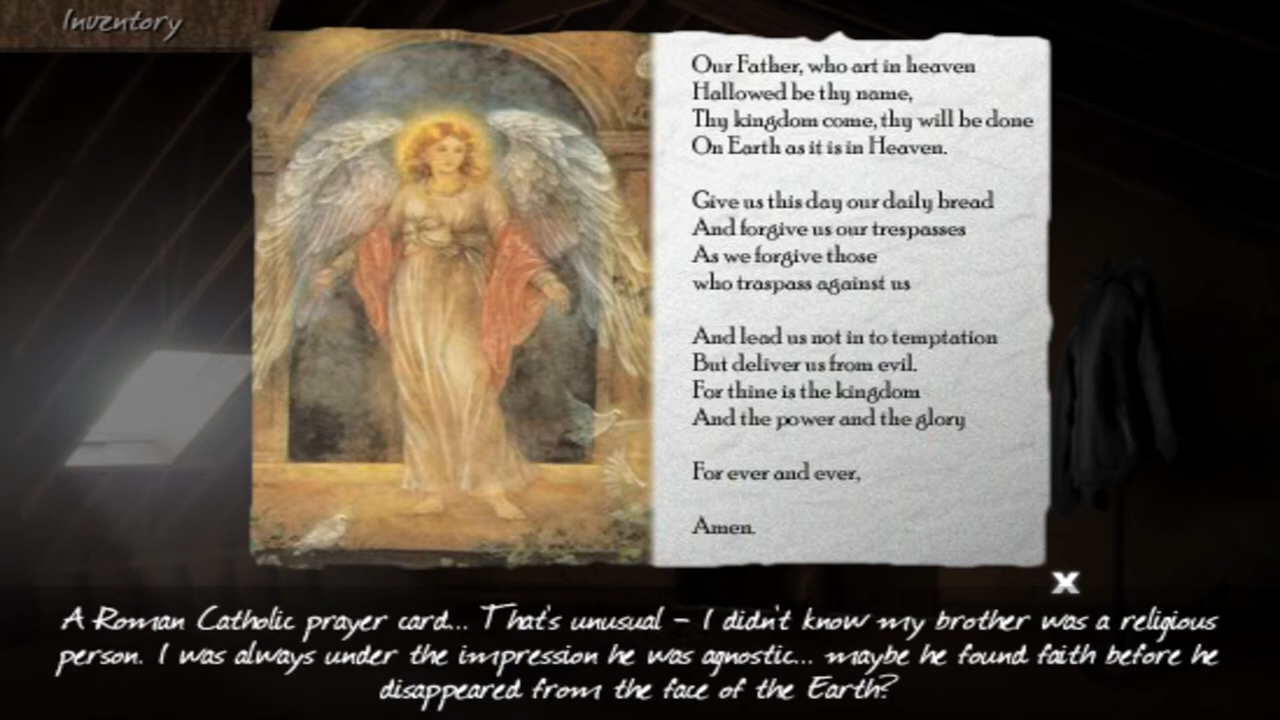 Inventory
Our Father, who art in heaven
Hallowed be thy name,
Thy kingdom come, thy will be done
On Earth as it is in Heaven.
Give us this day our daily bread
And forgive us our trespasses
As we forgive those
who traspass against us
And lead us not in to temptation
But deliver us from evil.
For thine is the kingdom
And the power and the glory
For ever and ever,
Amen.
X
A Roman Catholic prayer card... That's unusual - I didn't know my brother was a religious
person. I was always under the impression he was agnostic... maybe he found faith before he
disappeared from the face of the Earth?